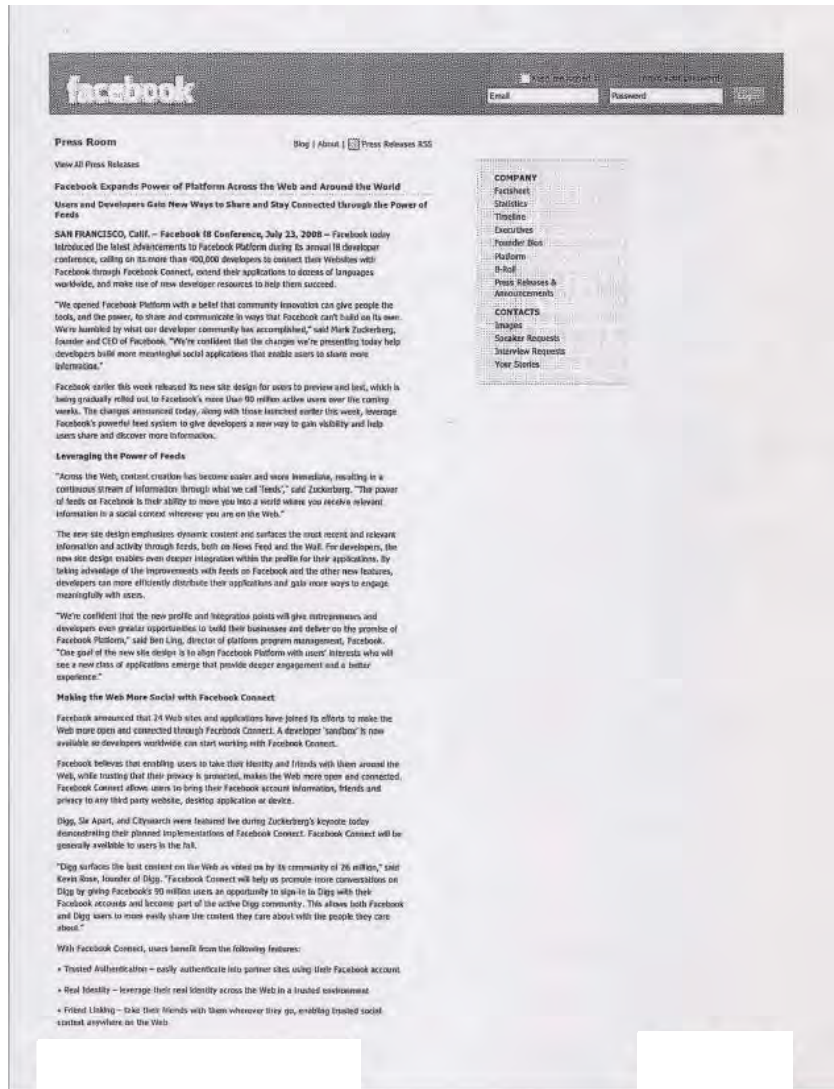 facebook
Email
Password
Login
Press Room
Blog | About | Press Releases RSS
View All Press Releases
Facebook Expands Power of Platform Across the Web and Around the World
Users and Developers Gain New Ways to Share and Stay Connected through the Power of
Feeds
SAN FRANCISCO, Calif. – Facebook f8 Conference, July 23, 2008 – Facebook today
introduced the latest advancements to Facebook Platform during its annual f8 developer
conference, calling on its more than 400,000 developers to connect their Websites with
Facebook through Facebook Connect, extend their applications to dozens of languages
worldwide, and make use of new developer resources to help them succeed.
"We opened Facebook Platform with a belief that community innovation can give people the
tools, and the power, to share and communicate in ways that Facebook can't build on its own.
We're humbled by what our developer community has accomplished," said Mark Zuckerberg,
founder and CEO of Facebook. "We're confident that the changes we're presenting today help
developers build more meaningful social applications that enable users to share more
information."
Facebook earlier this week released its new site design for users to preview and test, which is
being gradually rolled out to Facebook's more than 90 million active users over the coming
weeks. The changes announced today, along with those launched earlier this week, leverage
Facebook's powerful feed system to give developers a new way to gain visibility and help
users share and discover more information.
Leveraging the Power of Feeds
"Across the Web, content creation has become easier and more immediate, resulting in a
continuous stream of information through what we call 'feeds'," said Zuckerberg. "The power
of feeds on Facebook is their ability to move you into a world where you receive relevant
information in a social context wherever you are on the Web."
The new site design emphasizes dynamic content and surfaces the most recent and relevant
information and activity through feeds, both on News Feed and the Wall. For developers, the
new site design enables even deeper integration within the profile for their applications. By
taking advantage of the improvements with feeds on Facebook and the other new features,
developers can more efficiently distribute their applications and gain more ways to engage
meaningfully with users.
"We're confident that the new profile and integration points will give entrepreneurs and
developers even greater opportunities to build their businesses and deliver on the promise of
Facebook Platform," said Ben Ling, director of platform program management, Facebook.
"One goal of the new site design is to align Facebook Platform with users' interests who will
see a new class of applications emerge that provide deeper engagement and a better
experience."
Making the Web More Social with Facebook Connect
Facebook announced that 24 Web sites and applications have joined its efforts to make the
Web more open and connected through Facebook Connect. A developer 'sandbox' is now
available so developers worldwide can start working with Facebook Connect.
Facebook believes that enabling users to take their identity and friends with them around the
Web, while trusting that their privacy is protected, makes the Web more open and connected.
Facebook Connect allows users to bring their Facebook account information, friends and
privacy to any third party website, desktop application or device.
Digg, Six Apart, and Citysearch were featured live during Zuckerberg's keynote today
demonstrating their planned implementations of Facebook Connect. Facebook Connect will be
generally available to users in the fall.
"Digg surfaces the best content on the Web as voted on by its community of 26 million," said
Kevin Rose, founder of Digg. "Facebook Connect will help us promote more conversations on
Digg by giving Facebook's 90 million users an opportunity to sign-in to Digg with their
Facebook accounts and become part of the active Digg community. This allows both Facebook
and Digg users to more easily share the content they care about with the people they care
about."
With Facebook Connect, users benefit from the following features:
• Trusted Authentication – easily authenticate into partner sites using their Facebook account
• Real Identity – leverage their real identity across the Web in a trusted environment
• Friend Linking – take their friends with them wherever they go, enabling trusted social
context anywhere on the Web
COMPANY
Factsheet
Statistics
Timeline
Executives
Founder Bios
Platform
B-Roll
Press Releases &
Announcements
CONTACTS
Images
Speaker Requests
Interview Requests
Your Stories